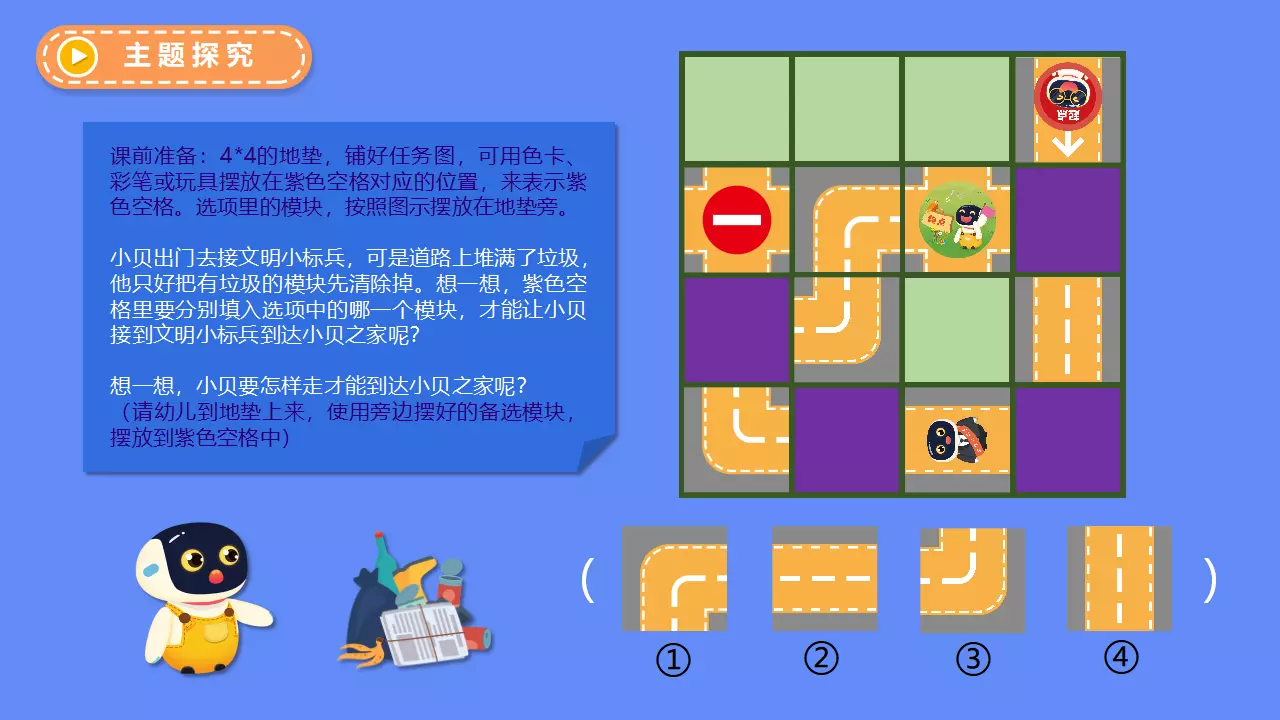 主题探究
课前准备：4*4的地垫，铺好任务图，可用色卡、
彩笔或玩具摆放在紫色空格对应的位置，来表示紫
色空格。选项里的模块，按照图示摆放在地垫旁。
小贝出门去接文明小标兵，可是道路上堆满了垃圾，
他只好把有垃圾的模块先清除掉。想一想，紫色空
格里要分别填入选项中的哪一个模块，才能让小贝
接到文明小标兵到达小贝之家呢？
想一想，小贝要怎样走才能到达小贝之家呢？
（请幼儿到地垫上来，使用旁边摆好的备选模块，
摆放到紫色空格中）
起点
终点
（ ）
① ② ③ ④